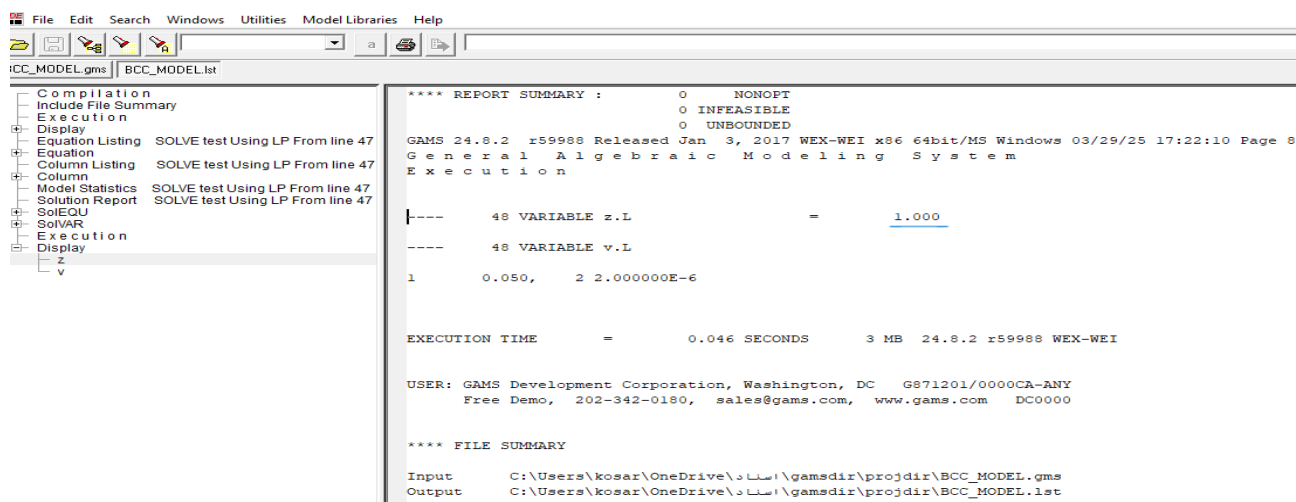 File Edit Search Windows Utilities Model Libraries Help
a
BCC_MODEL.gms BCC_MODEL.lst
Compilation
Include File Summary
Execution
Display
Equation Listing SOLVE test Using LP From line 47
Equation
Column Listing SOLVE test Using LP From line 47
Column
Model Statistics SOLVE test Using LP From line 47
Solution Report SOLVE test Using LP From line 47
SolEQU
SolVAR
Execution
Display
z
v
**** REPORT SUMMARY : 0 NONOPT
0 INFEASIBLE
0 UNBOUNDED
GAMS 24.8.2 r59988 Released Jan 3, 2017 WEX-WEI x86 64bit/MS Windows 03/29/25 17:22:10 Page 8
General Algebraic Modeling System
Execution
---- 48 VARIABLE z.L = 1.000
---- 48 VARIABLE v.L
1 0.050, 2 2.000000E-6
EXECUTION TIME = 0.046 SECONDS 3 MB 24.8.2 r59988 WEX-WEI
USER: GAMS Development Corporation, Washington, DC G871201/0000CA-ANY
Free Demo, 202-342-0180, sales@gams.com, www.gams.com DC0000
**** FILE SUMMARY
Input C:\Users\kosar\OneDrive\اسناد\gamsdir\projdir\BCC_MODEL.gms
Output C:\Users\kosar\OneDrive\اسناد\gamsdir\projdir\BCC_MODEL.lst